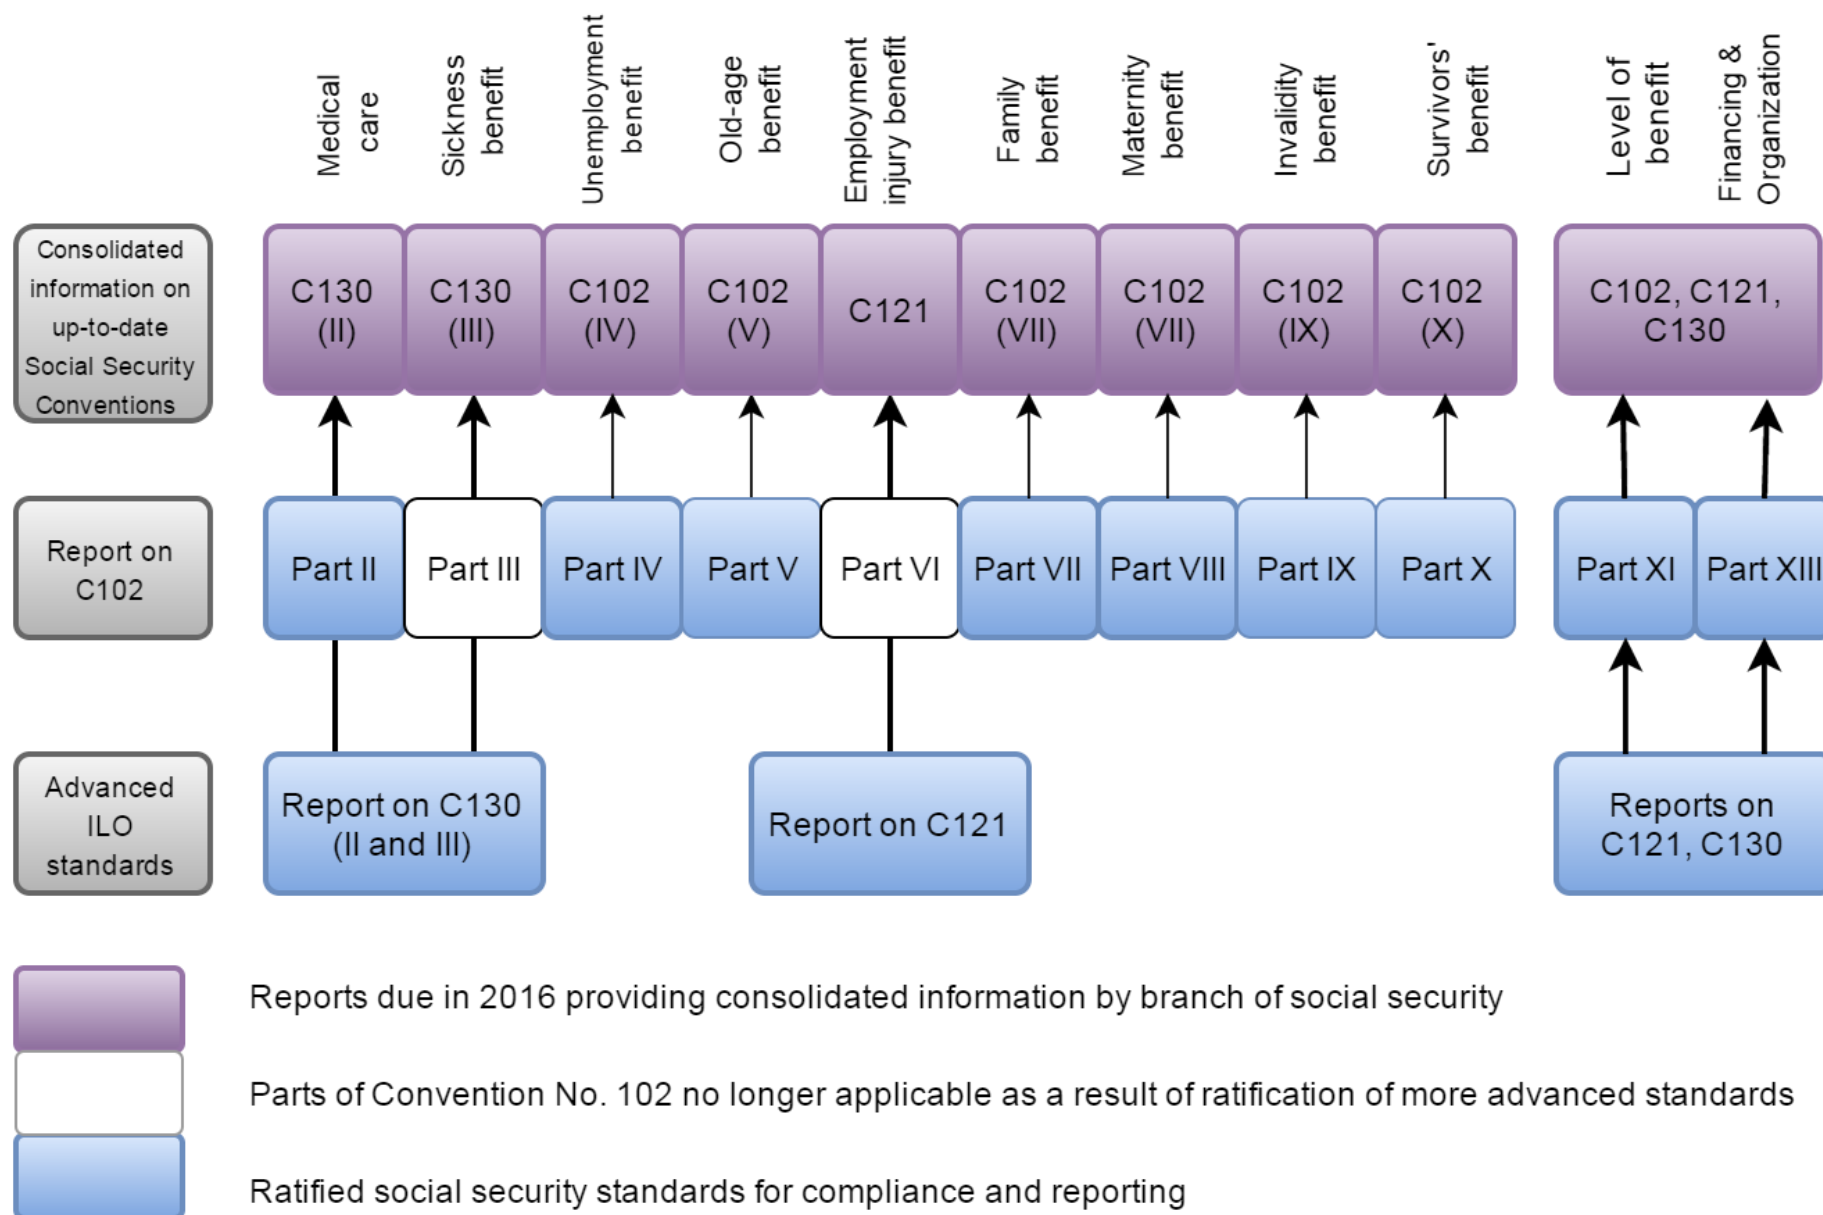 Medical
care
Sickness
benefit
Unemployment
benefit
Old-age
benefit
Employment
injury benefit
Family
benefit
Maternity
benefit
Invalidity
benefit
Survivors'
benefit
Level of
benefit
Financing &
Organization
Consolidated
information on
up-to-date
Social Security
Conventions
C130
(II)
C130
(III)
C102
(IV)
C102
(V)
C121
C102
(VII)
C102
(VII)
C102
(IX)
C102
(X)
C102, C121,
C130
Report on
C102
Part II
Part III
Part IV
Part V
Part VI
Part VII
Part VIII
Part IX
Part X
Part XI
Part XIII
Advanced
ILO
standards
Report on C130
(II and III)
Report on C121
Reports on
C121, C130
Reports due in 2016 providing consolidated information by branch of social security
Parts of Convention No. 102 no longer applicable as a result of ratification of more advanced standards
Ratified social security standards for compliance and reporting